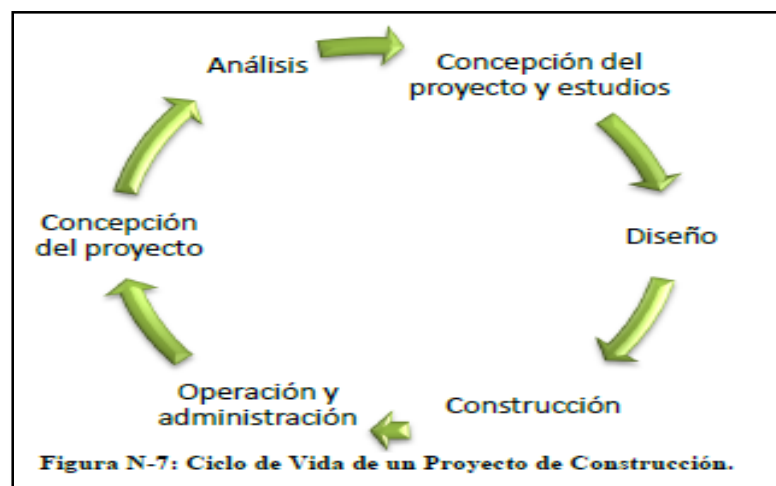 Análisis
Concepción del
proyecto y estudios
Diseño
Construcción
Operación y
administración
Concepción
del proyecto
Figura N-7: Ciclo de Vida de un Proyecto de Construcción.